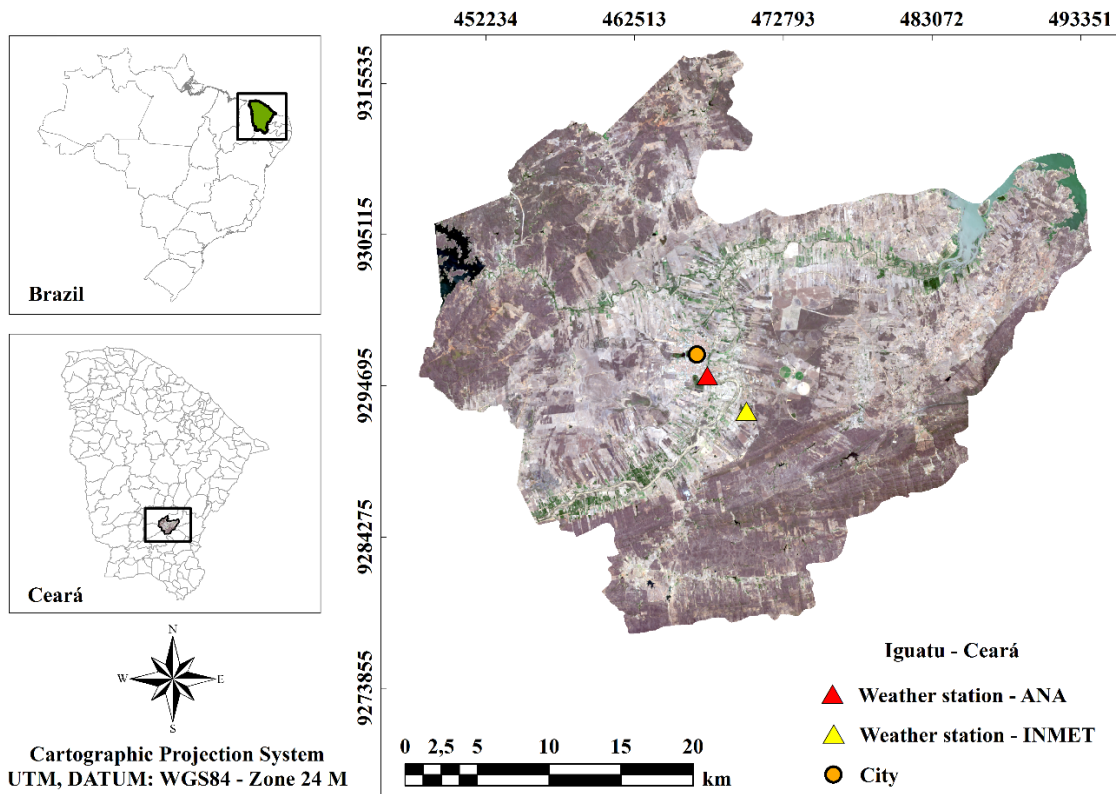 452234 462513 472793 483072 493351
9315535
9305115
9294695
9284275
9273855
Brazil
Ceará
N
W E
S
Cartographic Projection System
UTM, DATUM: WGS84 - Zone 24 M
0 2,5 5 10 15 20
km
Iguatu - Ceará
Weather station - ANA
Weather station - INMET
City